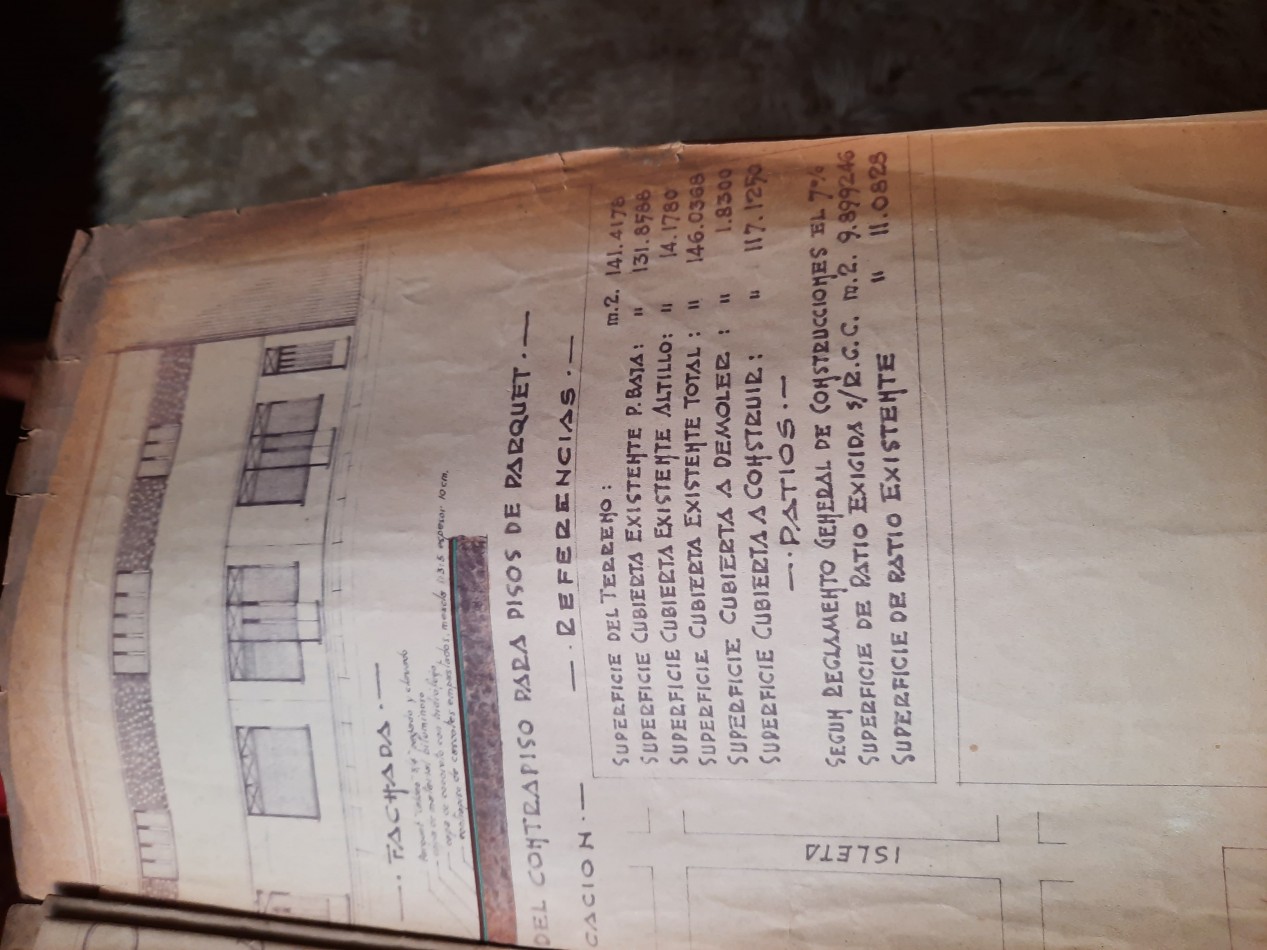 —·FACHADA·—
DEL CONTRAPISO PARA PISOS DE PARQUET.—
CACION·—
—·REFERENCIAS·—
SUPERFICIE DEL TERRENO: m.2. 141.4178
SUPERFICIE CUBIERTA EXISTENTE P. BAJA: " 131.8588
SUPERFICIE CUBIERTA EXISTENTE ALTILLO: " 14.1780
SUPERFICIE CUBIERTA EXISTENTE TOTAL: " 146.0368
SUPERFICIE CUBIERTA A DEMOLER: " 1.8300
SUPERFICIE CUBIERTA A CONSTRUIR: " 117.1250
—·PATIOS·—
SEGUN REGLAMENTO GENERAL DE CONSTRUCCIONES EL 7%
SUPERFICIE DE PATIO EXIGIDA S/R.G.C. m.2. 9.899246
SUPERFICIE DE PATIO EXISTENTE " 11.0828
ISLETA